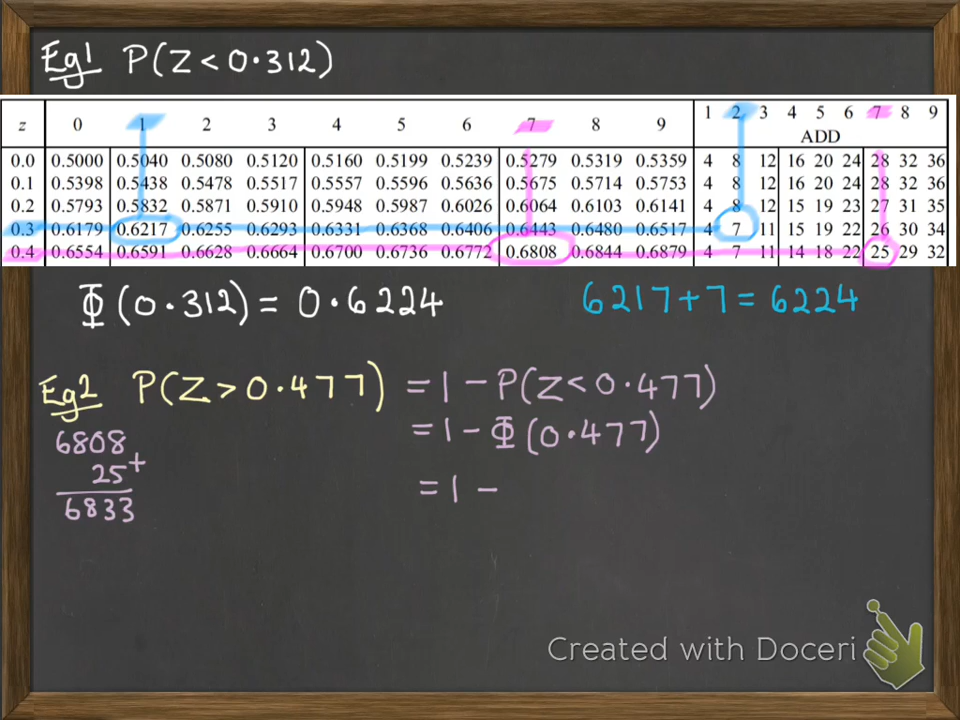 Eg1 P(Z < 0.312)
z 0 1 2 3 4 5 6 7 8 9 1 2 3 4 5 6 7 8 9
ADD
0.0 0.5000 0.5040 0.5080 0.5120 0.5160 0.5199 0.5239 0.5279 0.5319 0.5359 4 8 12 16 20 24 28 32 36
0.1 0.5398 0.5438 0.5478 0.5517 0.5557 0.5596 0.5636 0.5675 0.5714 0.5753 4 8 12 16 20 24 28 32 36
0.2 0.5793 0.5832 0.5871 0.5910 0.5948 0.5987 0.6026 0.6064 0.6103 0.6141 4 8 12 15 19 23 27 31 35
0.3 0.6179 0.6217 0.6255 0.6293 0.6331 0.6368 0.6406 0.6443 0.6480 0.6517 4 7 11 15 19 22 26 30 34
0.4 0.6554 0.6591 0.6628 0.6664 0.6700 0.6736 0.6772 0.6808 0.6844 0.6879 4 7 11 14 18 22 25 29 32
Φ(0.312) = 0.6224 6217+7=6224
Eg2 P(Z > 0.477) = 1 - P(Z < 0.477)
6808 = 1 - Φ(0.477)
25+
6833 = 1 -
Created with Doceri